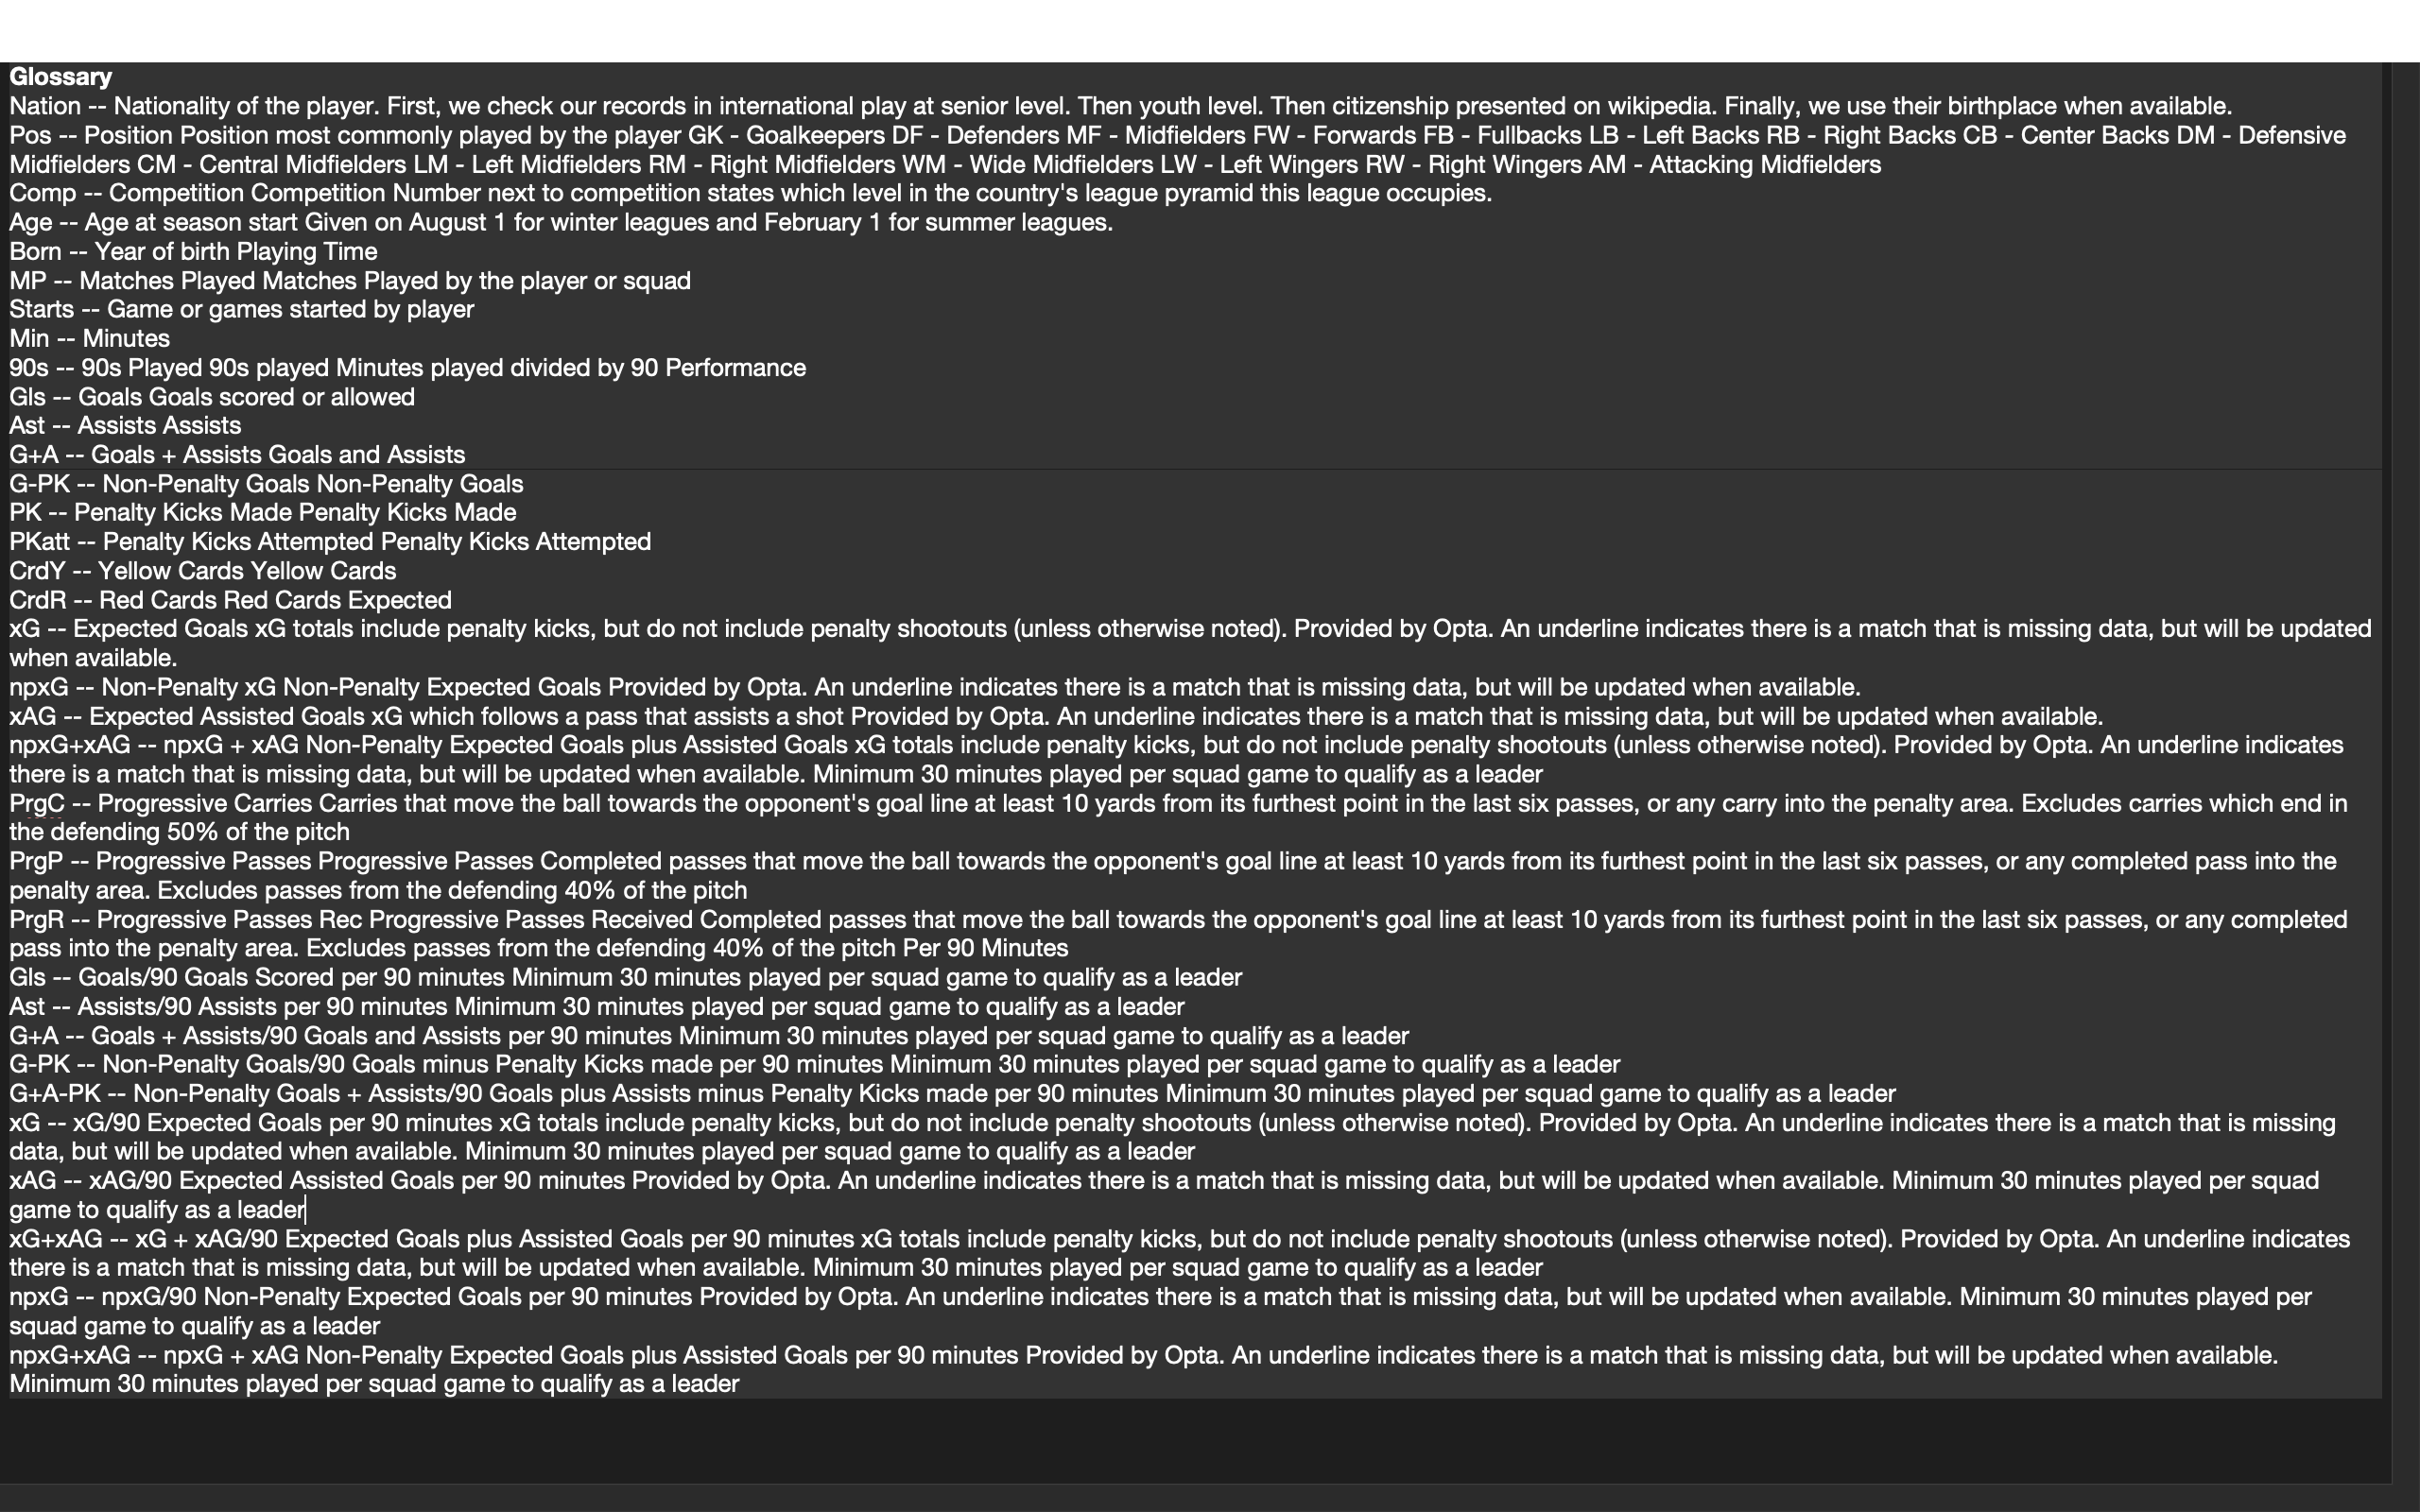 Glossary
Nation -- Nationality of the player. First, we check our records in international play at senior level. Then youth level. Then citizenship presented on wikipedia. Finally, we use their birthplace when available.
Pos -- Position Position most commonly played by the player GK - Goalkeepers DF - Defenders MF - Midfielders FW - Forwards FB - Fullbacks LB - Left Backs RB - Right Backs CB - Center Backs DM - Defensive
Midfielders CM - Central Midfielders LM - Left Midfielders RM - Right Midfielders WM - Wide Midfielders LW - Left Wingers RW - Right Wingers AM - Attacking Midfielders
Comp -- Competition Competition Number next to competition states which level in the country's league pyramid this league occupies.
Age -- Age at season start Given on August 1 for winter leagues and February 1 for summer leagues.
Born -- Year of birth Playing Time
MP -- Matches Played Matches Played by the player or squad
Starts -- Game or games started by player
Min -- Minutes
90s -- 90s Played 90s played Minutes played divided by 90 Performance
Gls -- Goals Goals scored or allowed
Ast -- Assists Assists
G+A -- Goals + Assists Goals and Assists
G-PK -- Non-Penalty Goals Non-Penalty Goals
PK -- Penalty Kicks Made Penalty Kicks Made
PKatt -- Penalty Kicks Attempted Penalty Kicks Attempted
CrdY -- Yellow Cards Yellow Cards
CrdR -- Red Cards Red Cards Expected
xG -- Expected Goals xG totals include penalty kicks, but do not include penalty shootouts (unless otherwise noted). Provided by Opta. An underline indicates there is a match that is missing data, but will be updated
when available.
npxG -- Non-Penalty xG Non-Penalty Expected Goals Provided by Opta. An underline indicates there is a match that is missing data, but will be updated when available.
xAG -- Expected Assisted Goals xG which follows a pass that assists a shot Provided by Opta. An underline indicates there is a match that is missing data, but will be updated when available.
npxG+xAG -- npxG + xAG Non-Penalty Expected Goals plus Assisted Goals xG totals include penalty kicks, but do not include penalty shootouts (unless otherwise noted). Provided by Opta. An underline indicates
there is a match that is missing data, but will be updated when available. Minimum 30 minutes played per squad game to qualify as a leader
PrgC -- Progressive Carries Carries that move the ball towards the opponent's goal line at least 10 yards from its furthest point in the last six passes, or any carry into the penalty area. Excludes carries which end in
the defending 50% of the pitch
PrgP -- Progressive Passes Progressive Passes Completed passes that move the ball towards the opponent's goal line at least 10 yards from its furthest point in the last six passes, or any completed pass into the
penalty area. Excludes passes from the defending 40% of the pitch
PrgR -- Progressive Passes Rec Progressive Passes Received Completed passes that move the ball towards the opponent's goal line at least 10 yards from its furthest point in the last six passes, or any completed
pass into the penalty area. Excludes passes from the defending 40% of the pitch Per 90 Minutes
Gls -- Goals/90 Goals Scored per 90 minutes Minimum 30 minutes played per squad game to qualify as a leader
Ast -- Assists/90 Assists per 90 minutes Minimum 30 minutes played per squad game to qualify as a leader
G+A -- Goals + Assists/90 Goals and Assists per 90 minutes Minimum 30 minutes played per squad game to qualify as a leader
G-PK -- Non-Penalty Goals/90 Goals minus Penalty Kicks made per 90 minutes Minimum 30 minutes played per squad game to qualify as a leader
G+A-PK -- Non-Penalty Goals + Assists/90 Goals plus Assists minus Penalty Kicks made per 90 minutes Minimum 30 minutes played per squad game to qualify as a leader
xG -- xG/90 Expected Goals per 90 minutes xG totals include penalty kicks, but do not include penalty shootouts (unless otherwise noted). Provided by Opta. An underline indicates there is a match that is missing
data, but will be updated when available. Minimum 30 minutes played per squad game to qualify as a leader
xAG -- xAG/90 Expected Assisted Goals per 90 minutes Provided by Opta. An underline indicates there is a match that is missing data, but will be updated when available. Minimum 30 minutes played per squad
game to qualify as a leader
xG+xAG -- xG + xAG/90 Expected Goals plus Assisted Goals per 90 minutes xG totals include penalty kicks, but do not include penalty shootouts (unless otherwise noted). Provided by Opta. An underline indicates
there is a match that is missing data, but will be updated when available. Minimum 30 minutes played per squad game to qualify as a leader
npxG -- npxG/90 Non-Penalty Expected Goals per 90 minutes Provided by Opta. An underline indicates there is a match that is missing data, but will be updated when available. Minimum 30 minutes played per
squad game to qualify as a leader
npxG+xAG -- npxG + xAG Non-Penalty Expected Goals plus Assisted Goals per 90 minutes Provided by Opta. An underline indicates there is a match that is missing data, but will be updated when available.
Minimum 30 minutes played per squad game to qualify as a leader